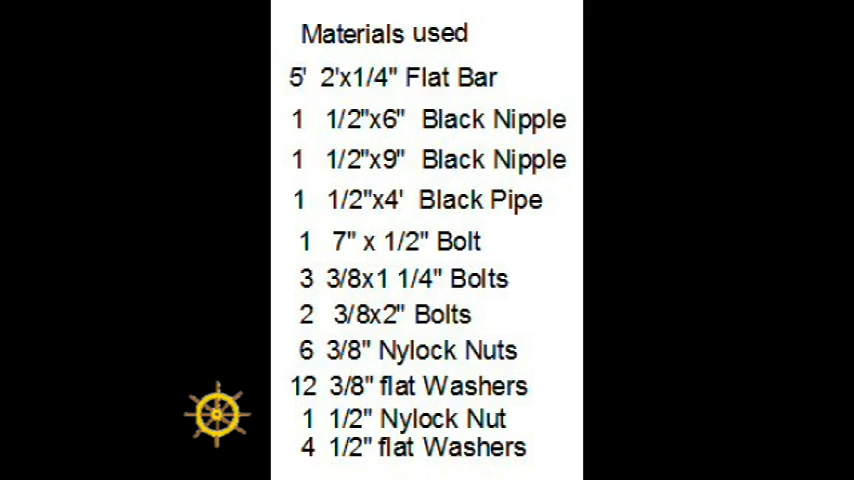 Materials used
5' 2'x1/4" Flat Bar
1 1/2"x6" Black Nipple
1 1/2"x9" Black Nipple
1 1/2"x4' Black Pipe
1 7" x 1/2" Bolt
3 3/8x1 1/4" Bolts
2 3/8x2" Bolts
6 3/8" Nylock Nuts
12 3/8" flat Washers
1 1/2" Nylock Nut
4 1/2" flat Washers